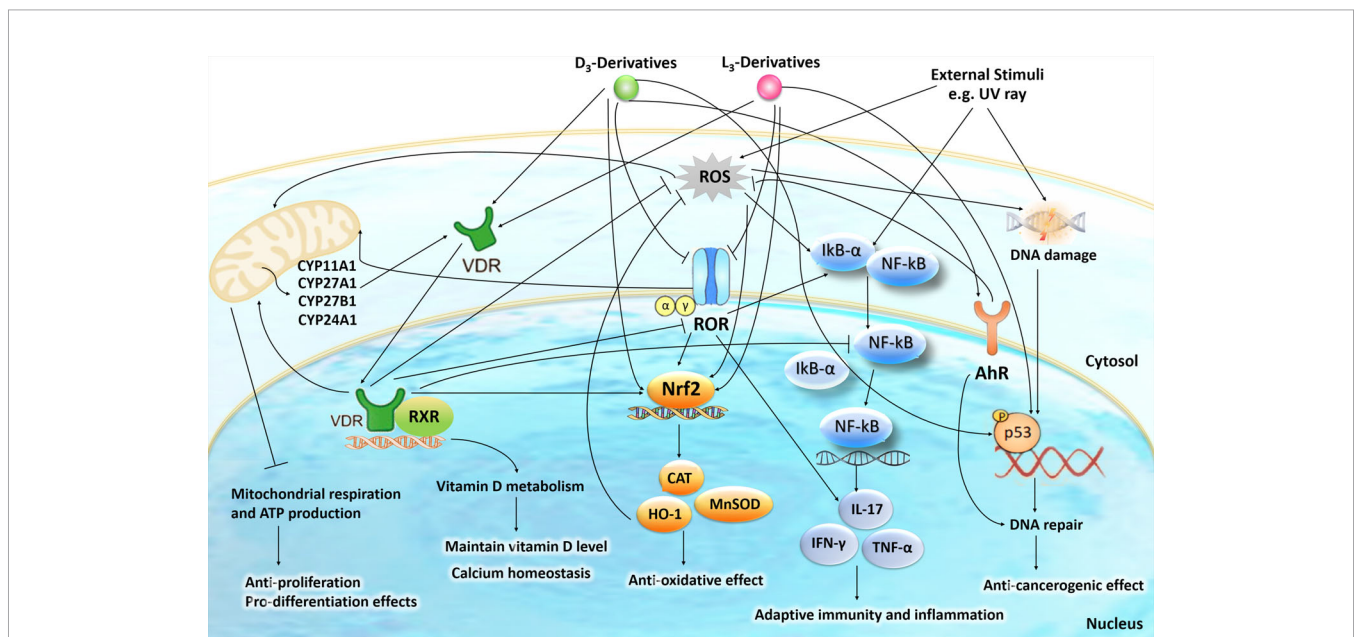 D₃-Derivatives
L₃-Derivatives
External Stimuli
e.g. UV ray
ROS
CYP11A1
CYP27A1
CYP27B1
CYP24A1
VDR
IkB-α
NF-kB
DNA damage
α
γ
ROR
NF-kB
IkB-α
AhR
Cytosol
Nrf2
VDR
RXR
NF-kB
P
p53
CAT
MnSOD
HO-1
Mitochondrial respiration
and ATP production
Vitamin D metabolism
IL-17
IFN-γ
TNF-α
DNA repair
Maintain vitamin D level
Calcium homeostasis
Anti-proliferation
Pro-differentiation effects
Anti-oxidative effect
Anti-cancerogenic effect
Adaptive immunity and inflammation
Nucleus